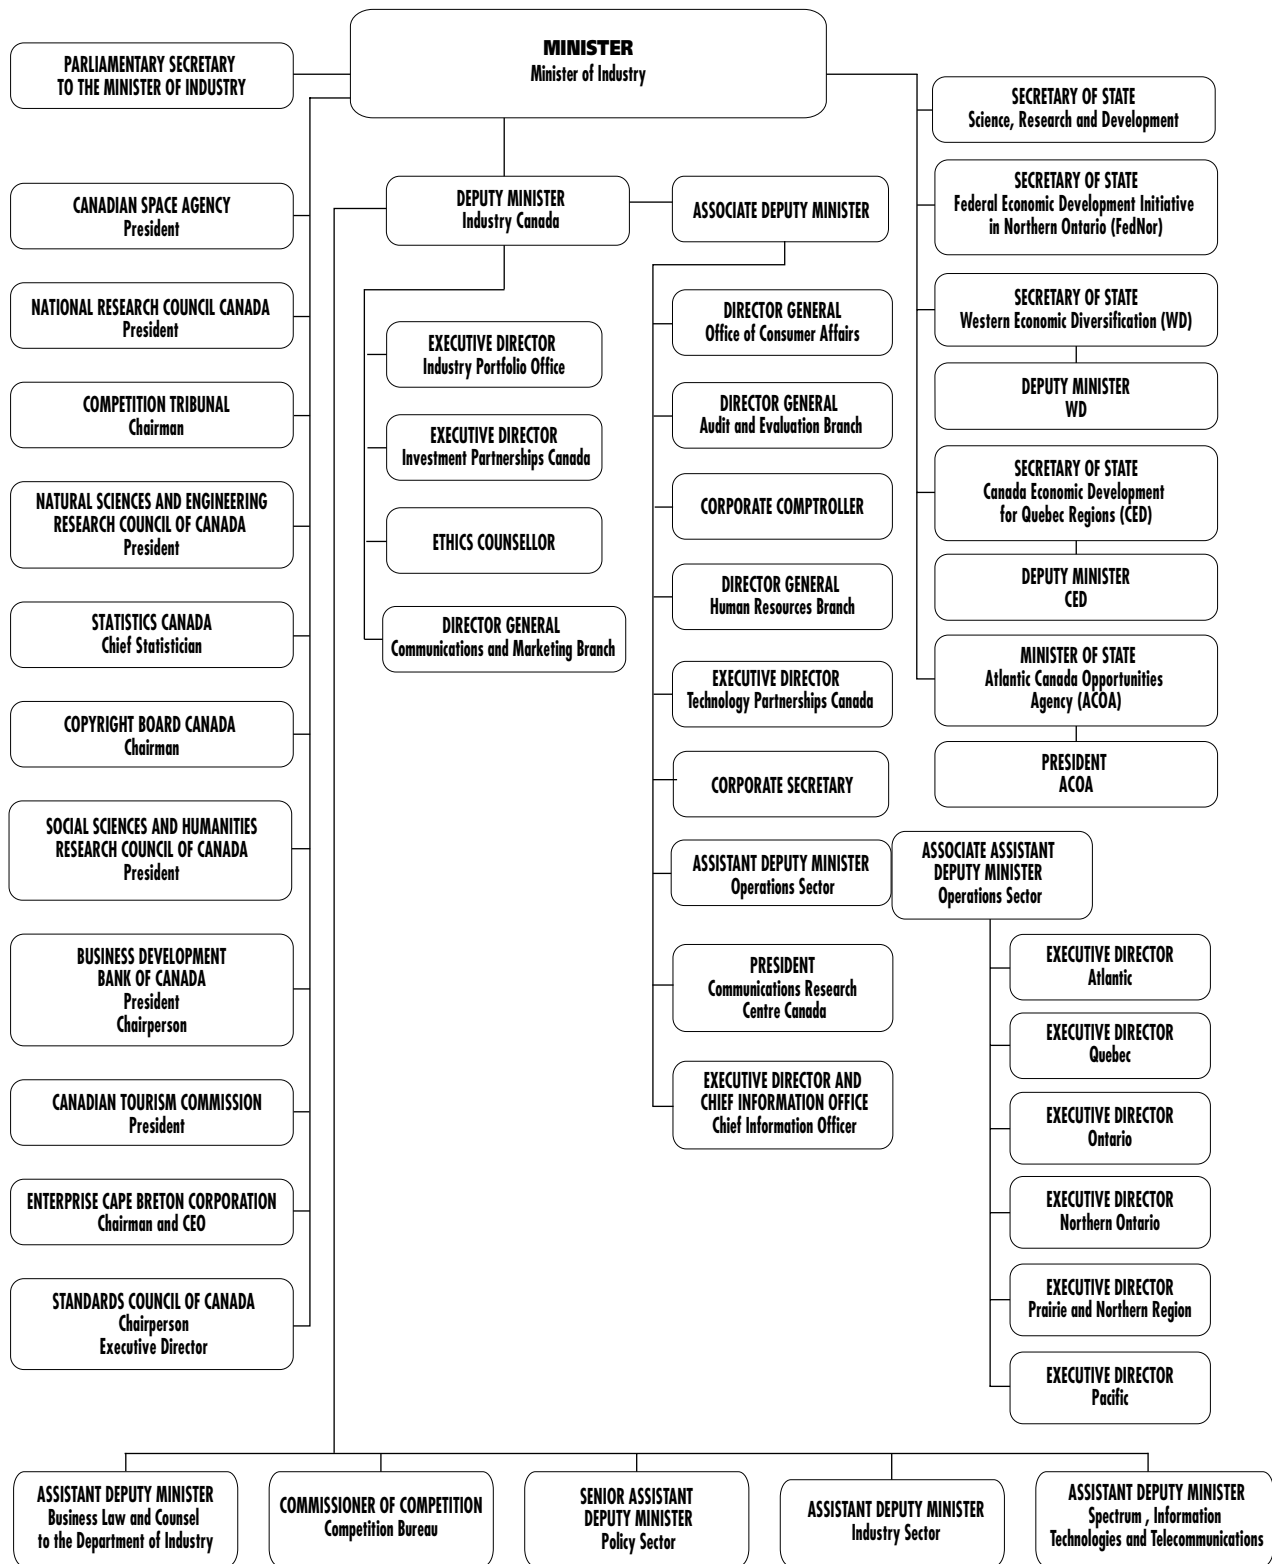 MINISTER
Minister of Industry
PARLIAMENTARY SECRETARY
TO THE MINISTER OF INDUSTRY
CANADIAN SPACE AGENCY
President
NATIONAL RESEARCH COUNCIL CANADA
President
COMPETITION TRIBUNAL
Chairman
NATURAL SCIENCES AND ENGINEERING
RESEARCH COUNCIL OF CANADA
President
STATISTICS CANADA
Chief Statistician
COPYRIGHT BOARD CANADA
Chairman
SOCIAL SCIENCES AND HUMANITIES
RESEARCH COUNCIL OF CANADA
President
BUSINESS DEVELOPMENT
BANK OF CANADA
President
Chairperson
CANADIAN TOURISM COMMISSION
President
ENTERPRISE CAPE BRETON CORPORATION
Chairman and CEO
STANDARDS COUNCIL OF CANADA
Chairperson
Executive Director
DEPUTY MINISTER
Industry Canada
EXECUTIVE DIRECTOR
Industry Portfolio Office
EXECUTIVE DIRECTOR
Investment Partnerships Canada
ETHICS COUNSELLOR
DIRECTOR GENERAL
Communications and Marketing Branch
ASSOCIATE DEPUTY MINISTER
DIRECTOR GENERAL
Office of Consumer Affairs
DIRECTOR GENERAL
Audit and Evaluation Branch
CORPORATE COMPTROLLER
DIRECTOR GENERAL
Human Resources Branch
EXECUTIVE DIRECTOR
Technology Partnerships Canada
CORPORATE SECRETARY
ASSISTANT DEPUTY MINISTER
Operations Sector
PRESIDENT
Communications Research
Centre Canada
EXECUTIVE DIRECTOR AND
CHIEF INFORMATION OFFICE
Chief Information Officer
SECRETARY OF STATE
Science, Research and Development
SECRETARY OF STATE
Federal Economic Development Initiative
in Northern Ontario (FedNor)
SECRETARY OF STATE
Western Economic Diversification (WD)
DEPUTY MINISTER
WD
SECRETARY OF STATE
Canada Economic Development
for Quebec Regions (CED)
DEPUTY MINISTER
CED
MINISTER OF STATE
Atlantic Canada Opportunities
Agency (ACOA)
PRESIDENT
ACOA
ASSOCIATE ASSISTANT
DEPUTY MINISTER
Operations Sector
EXECUTIVE DIRECTOR
Atlantic
EXECUTIVE DIRECTOR
Quebec
EXECUTIVE DIRECTOR
Ontario
EXECUTIVE DIRECTOR
Northern Ontario
EXECUTIVE DIRECTOR
Prairie and Northern Region
EXECUTIVE DIRECTOR
Pacific
ASSISTANT DEPUTY MINISTER
Business Law and Counsel
to the Department of Industry
COMMISSIONER OF COMPETITION
Competition Bureau
SENIOR ASSISTANT
DEPUTY MINISTER
Policy Sector
ASSISTANT DEPUTY MINISTER
Industry Sector
ASSISTANT DEPUTY MINISTER
Spectrum , Information
Technologies and Telecommunications